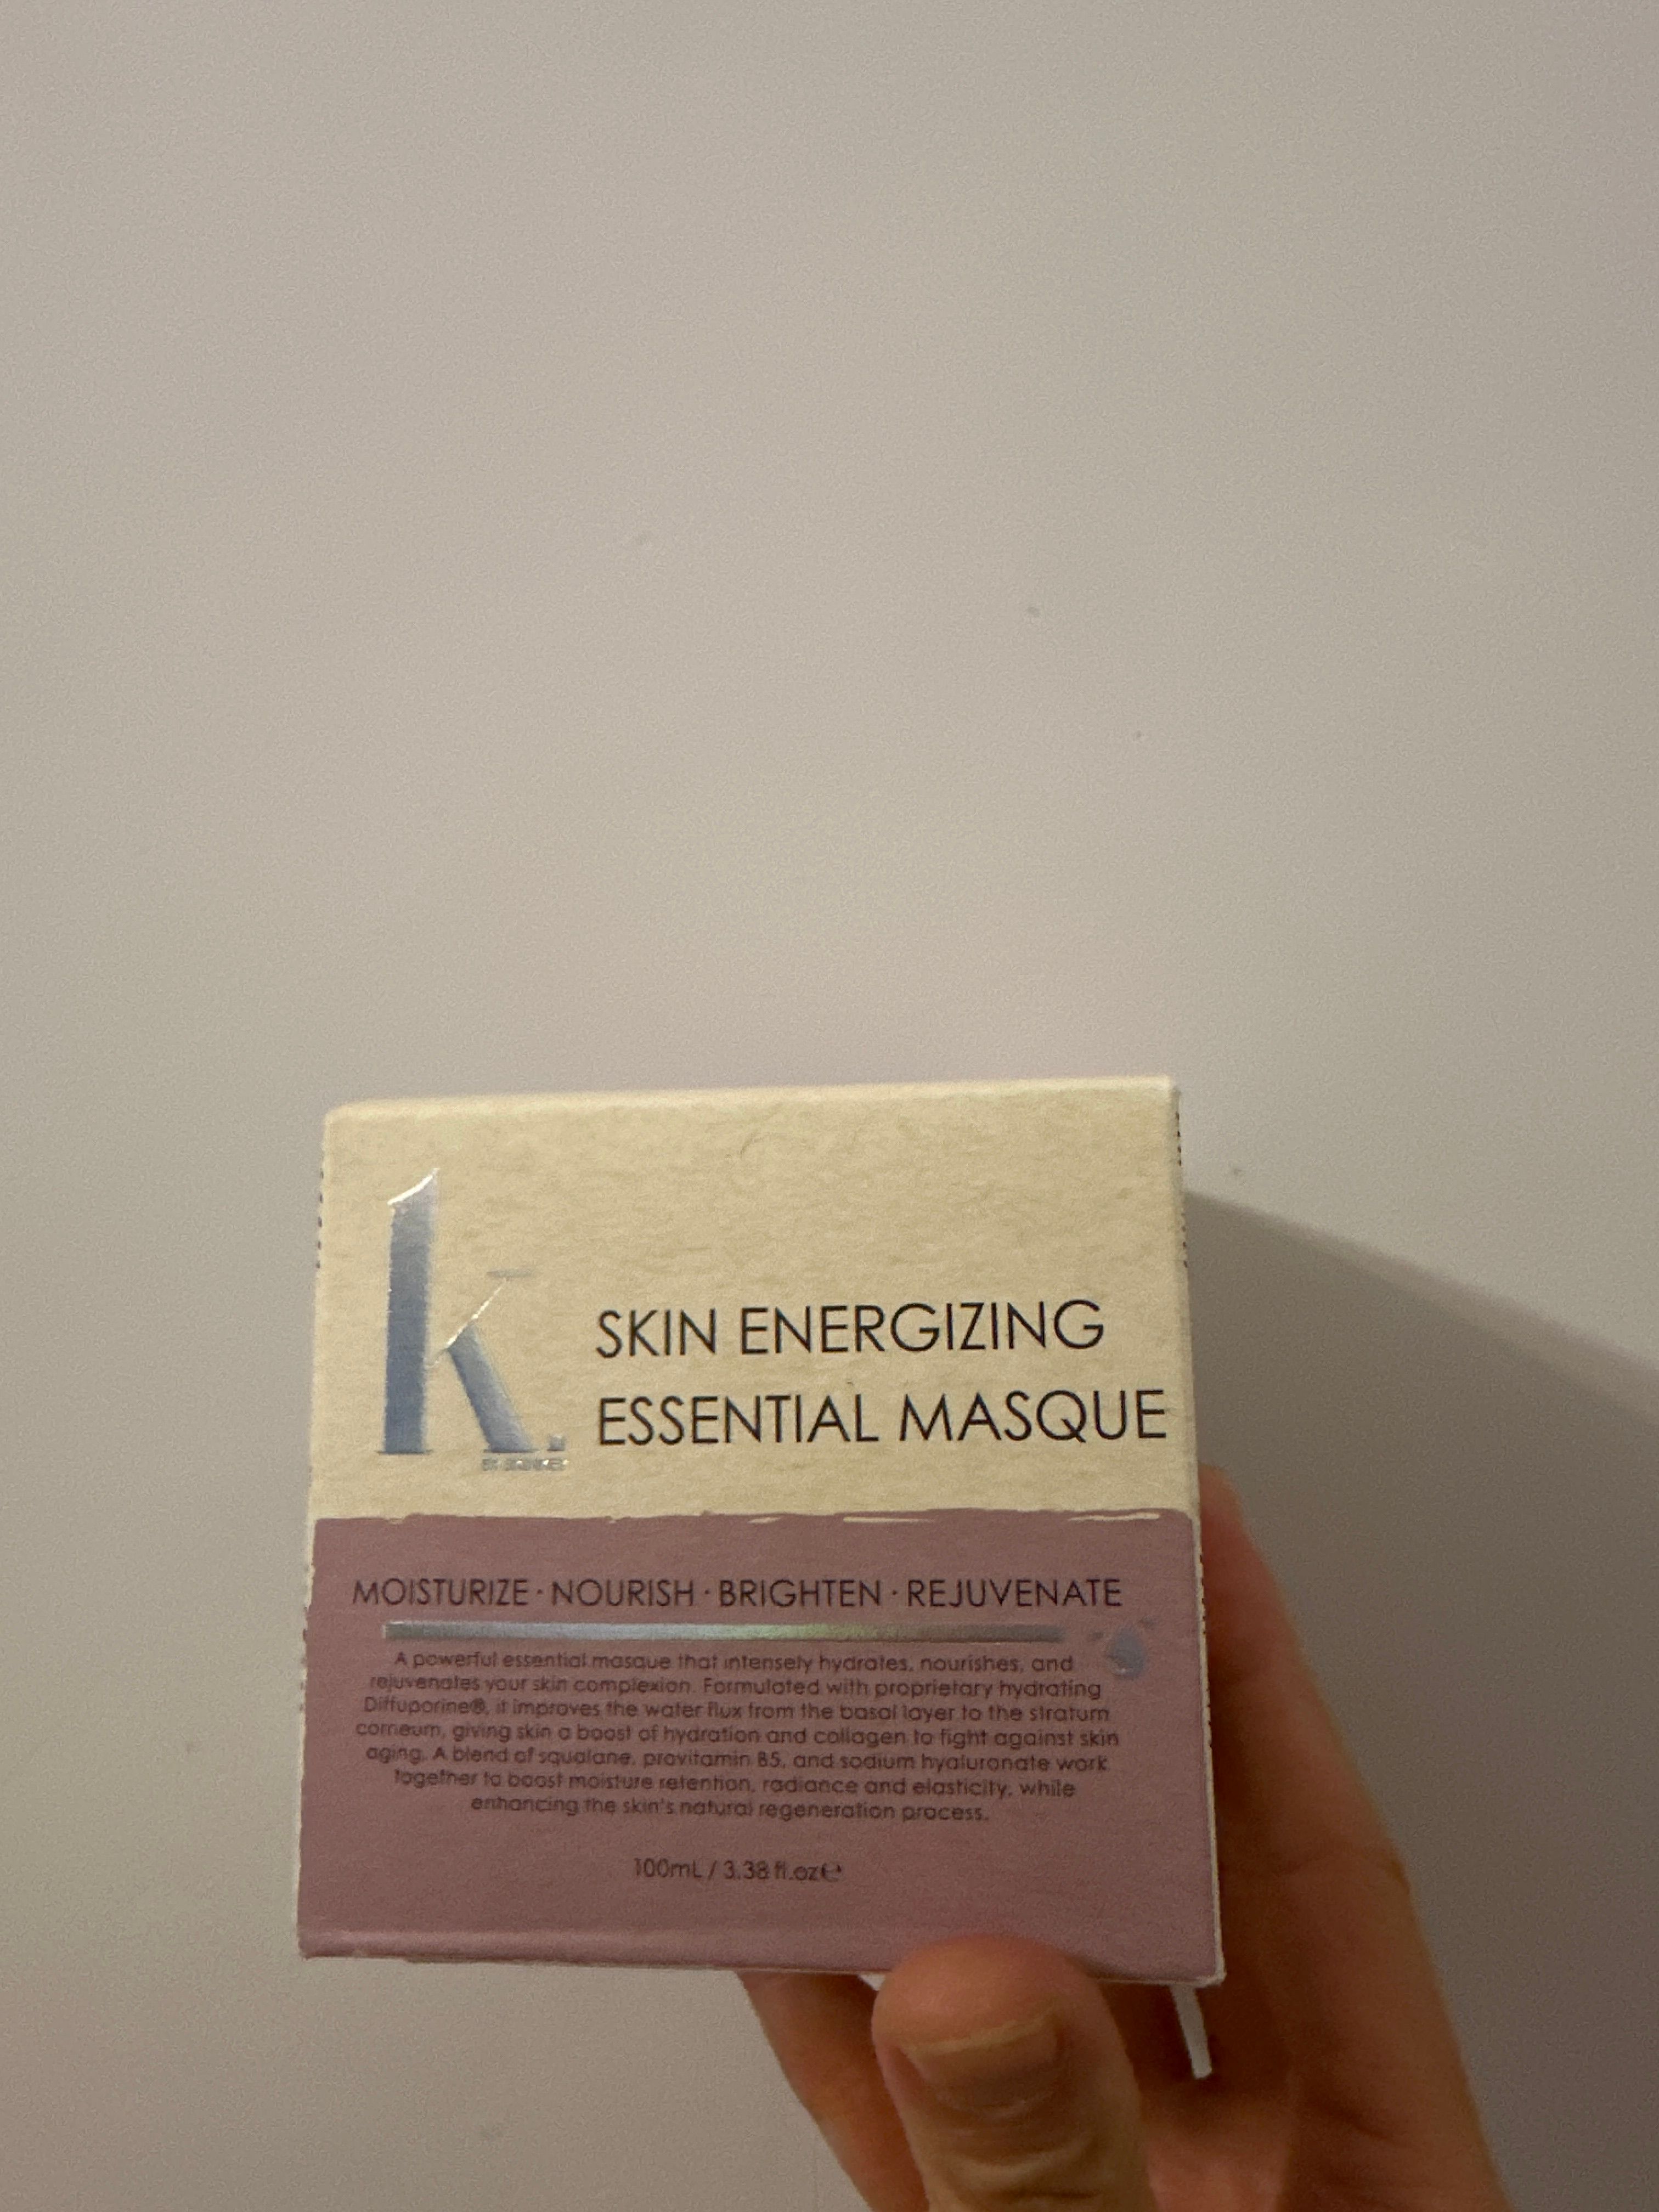 k.
SKIN ENERGIZING
ESSENTIAL MASQUE
MOISTURIZE · NOURISH · BRIGHTEN · REJUVENATE
A powerful essential masque that intensely hydrates, nourishes, and
rejuvenates your skin complexion. Formulated with proprietary hydrating
Diffuporine®, it improves the water flux from the basal layer to the stratum
corneum, giving skin a boost of hydration and collagen to fight against skin
aging. A blend of squalane, provitamin B5, and sodium hyaluronate work
together to boost moisture retention, radiance and elasticity, while
enhancing the skin's natural regeneration process.
100mL / 3.38 fl.oz℮